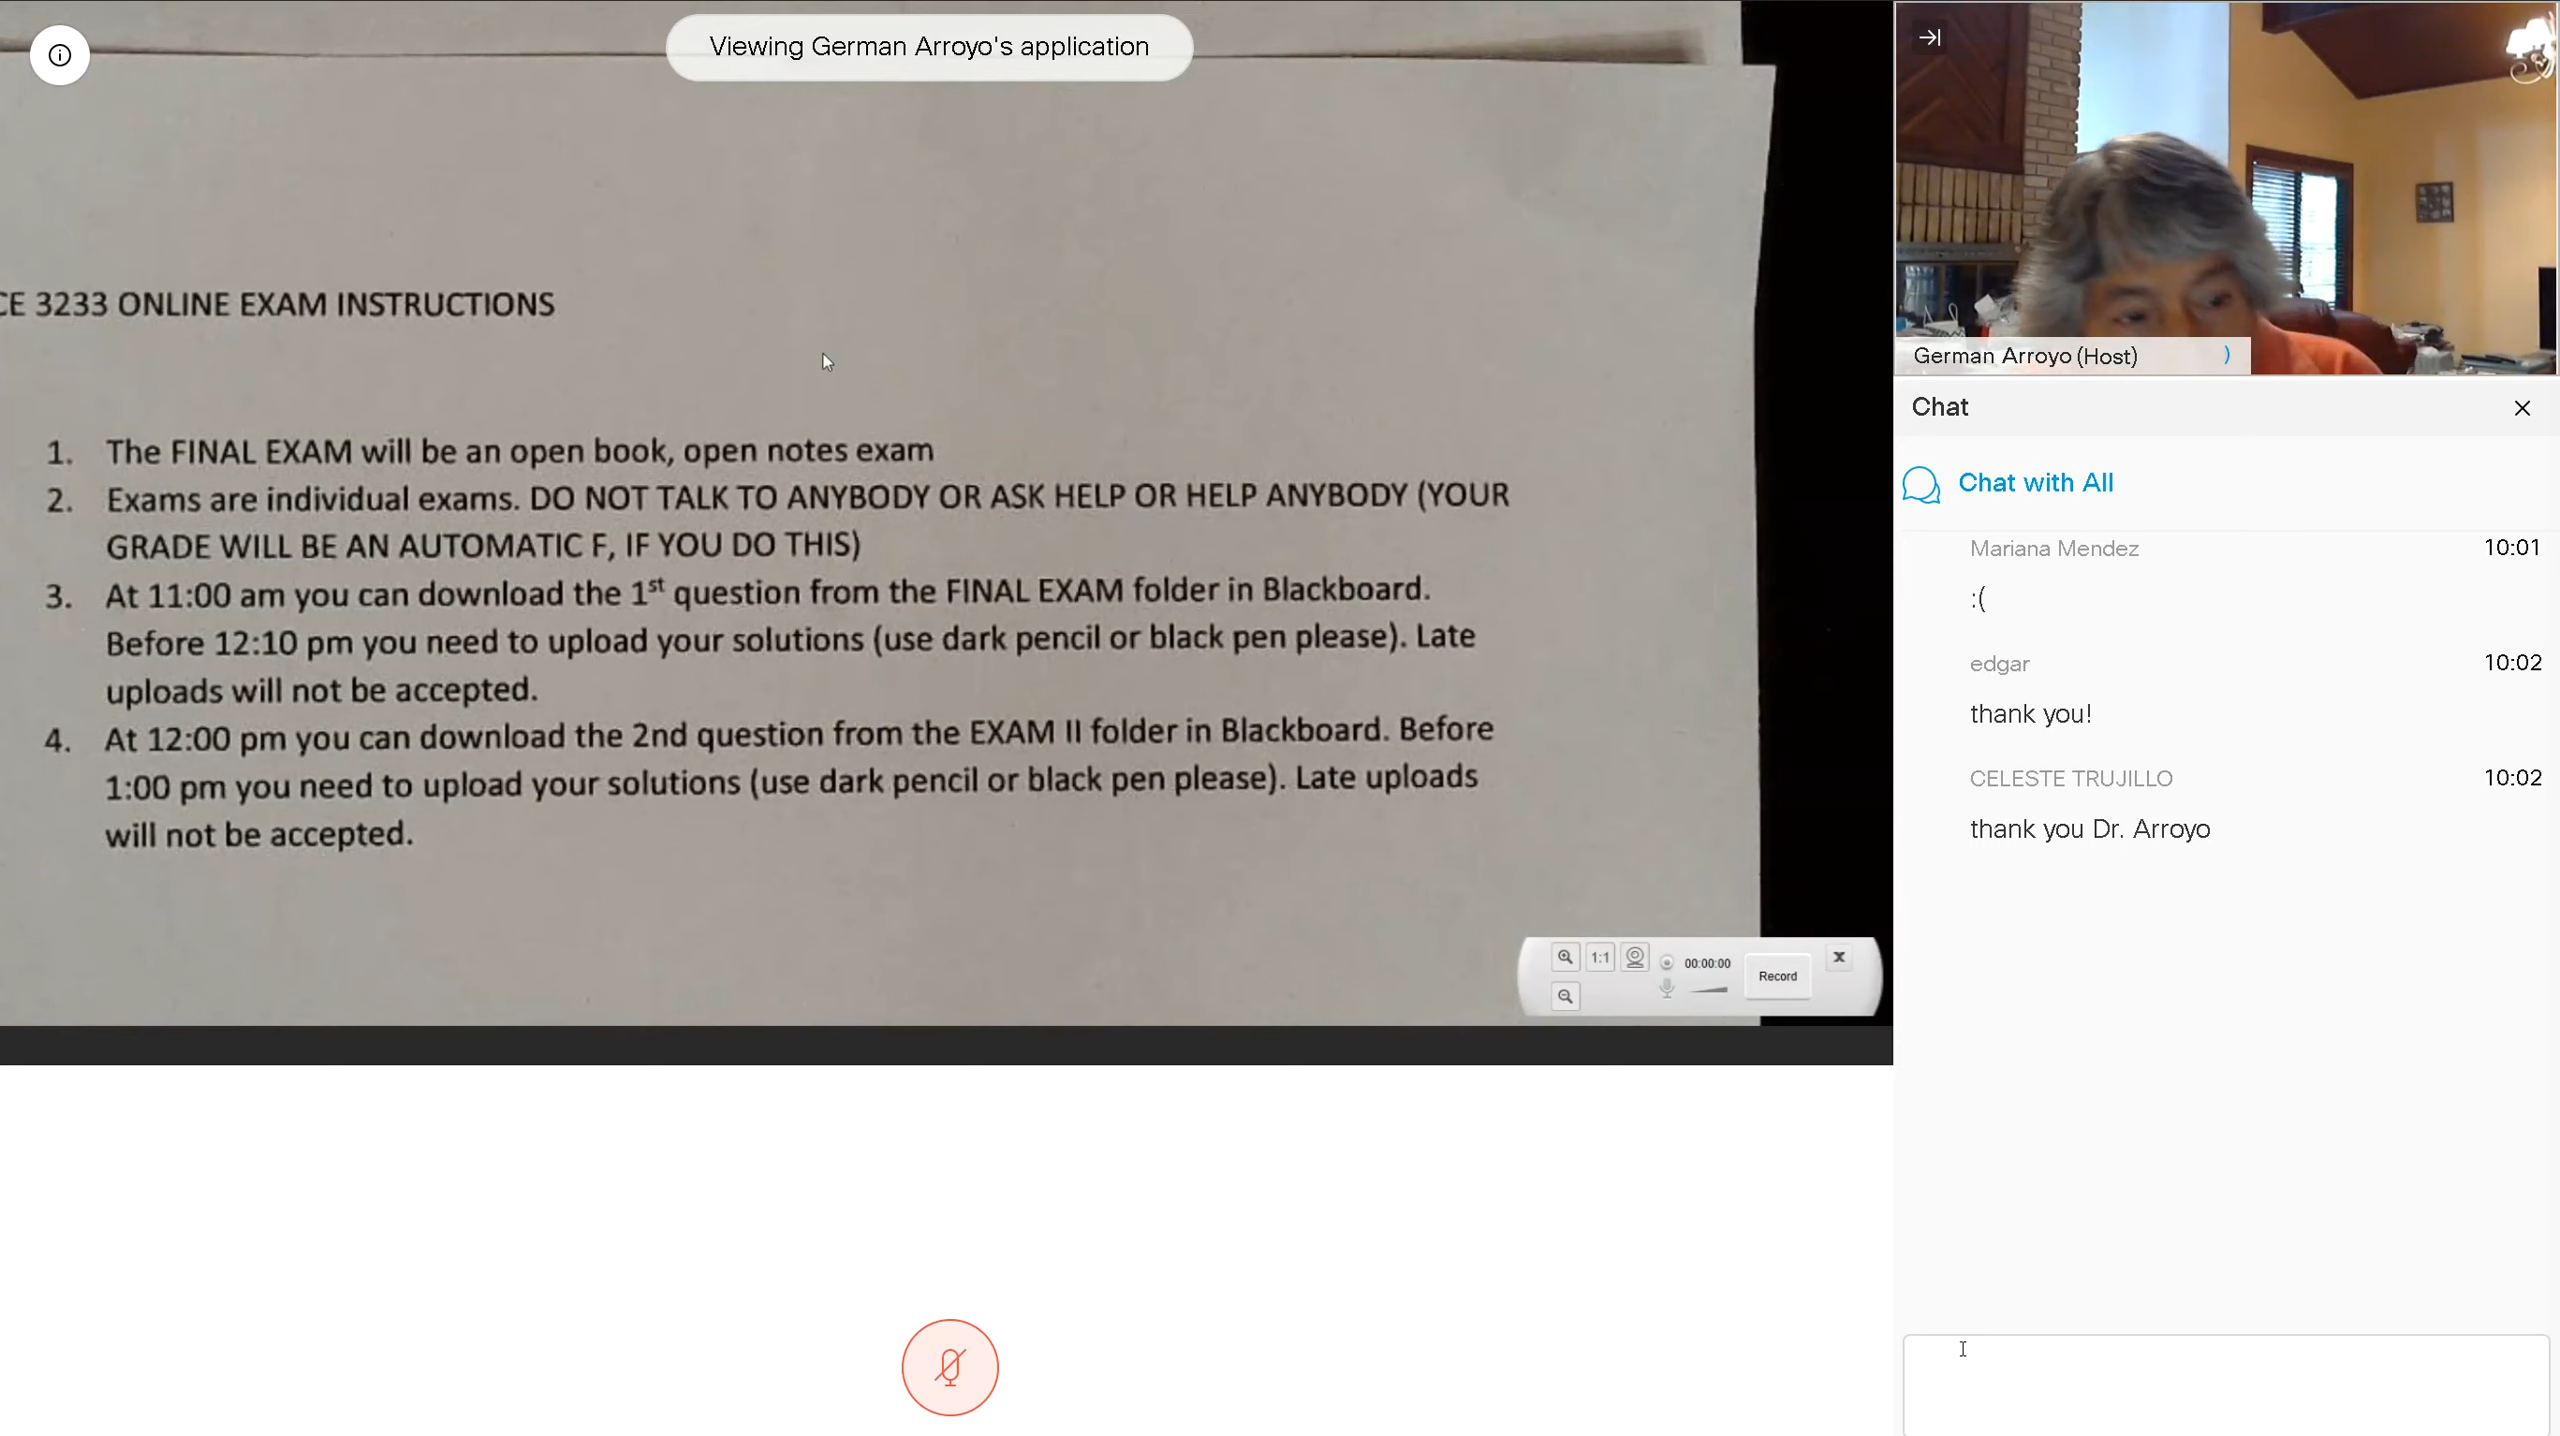 Viewing German Arroyo's application
CE 3233 ONLINE EXAM INSTRUCTIONS
1. The FINAL EXAM will be an open book, open notes exam
2. Exams are individual exams. DO NOT TALK TO ANYBODY OR ASK HELP OR HELP ANYBODY (YOUR
GRADE WILL BE AN AUTOMATIC F, IF YOU DO THIS)
3. At 11:00 am you can download the 1st question from the FINAL EXAM folder in Blackboard.
Before 12:10 pm you need to upload your solutions (use dark pencil or black pen please). Late
uploads will not be accepted.
4. At 12:00 pm you can download the 2nd question from the EXAM II folder in Blackboard. Before
1:00 pm you need to upload your solutions (use dark pencil or black pen please). Late uploads
will not be accepted.
1:1
00:00:00
Record
X
German Arroyo (Host)
Chat
Chat with All
Mariana Mendez 10:01
:(
edgar 10:02
thank you!
CELESTE TRUJILLO 10:02
thank you Dr. Arroyo